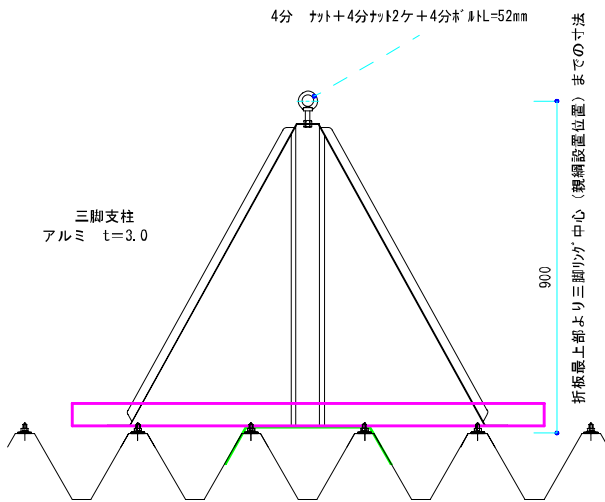 4分 ナット+4分ナット2ケ+4分ボルトL=52mm
三脚支柱
アルミ t=3.0
900
折板最上部より三脚リング中心（親綱設置位置）までの寸法